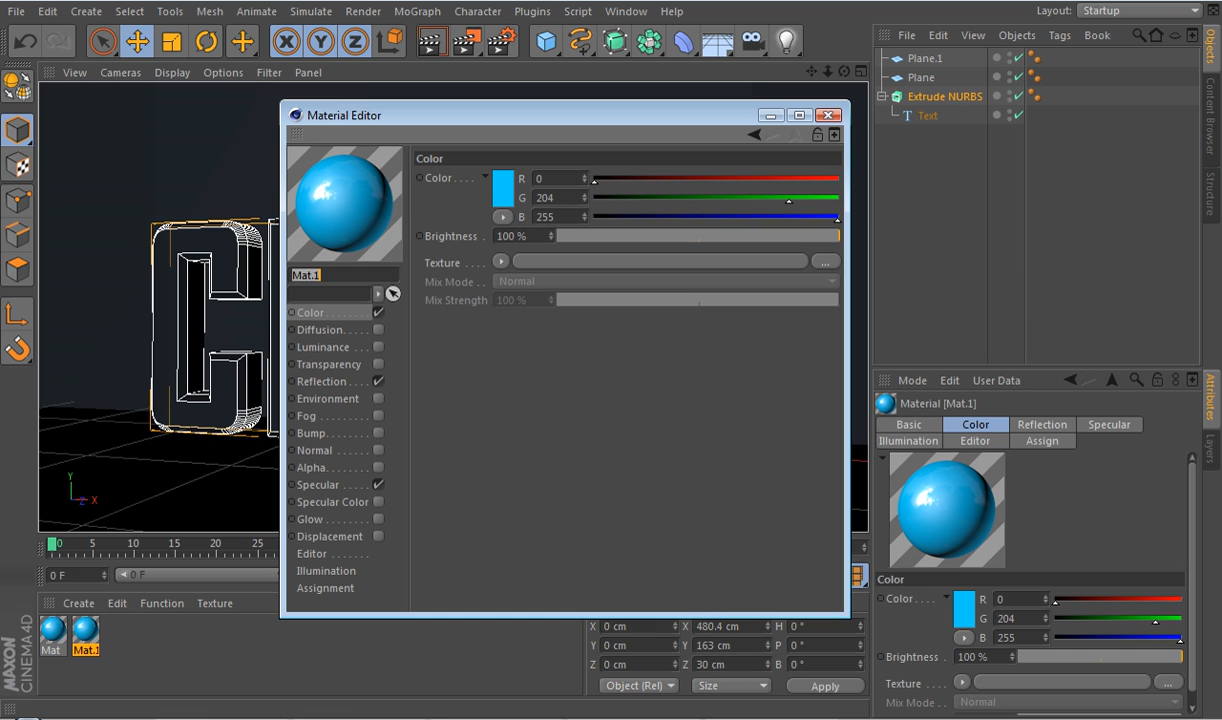 File Edit Create Select Tools Mesh Animate Simulate Render MoGraph Character Plugins Script Window Help
Layout: Startup
X Y Z
View Cameras Display Options Filter Panel
File Edit View Objects Tags Book
Plane.1
Plane
Extrude NURBS
T Text
Objects
Content Browser
Structure
Material Editor
Color
Color . . . . R 0
G 204
B 255
Brightness . 100 %
Texture . . . . ...
Mix Mode . . Normal
Mix Strength 100 %
Mat.1
Color
Diffusion
Luminance
Transparency
Reflection
Environment
Fog
Bump
Normal
Alpha
Specular
Specular Color
Glow
Displacement
Editor
Illumination
Assignment
Y
Z X
0 5 10 15 20 25
0 F 0 F
Create Edit Function Texture
Mat Mat.1
MAXON
CINEMA 4D
X 0 cm X 480.4 cm H 0 °
Y 0 cm Y 163 cm P 0 °
Z 0 cm Z 30 cm B 0 °
Object (Rel) Size Apply
Mode Edit User Data
Attributes
Layers
Material [Mat.1]
Basic Color Reflection Specular
Illumination Editor Assign
Color
Color . . . . R 0
G 204
B 255
Brightness . 100 %
Texture . . . . ...
Mix Mode . . Normal